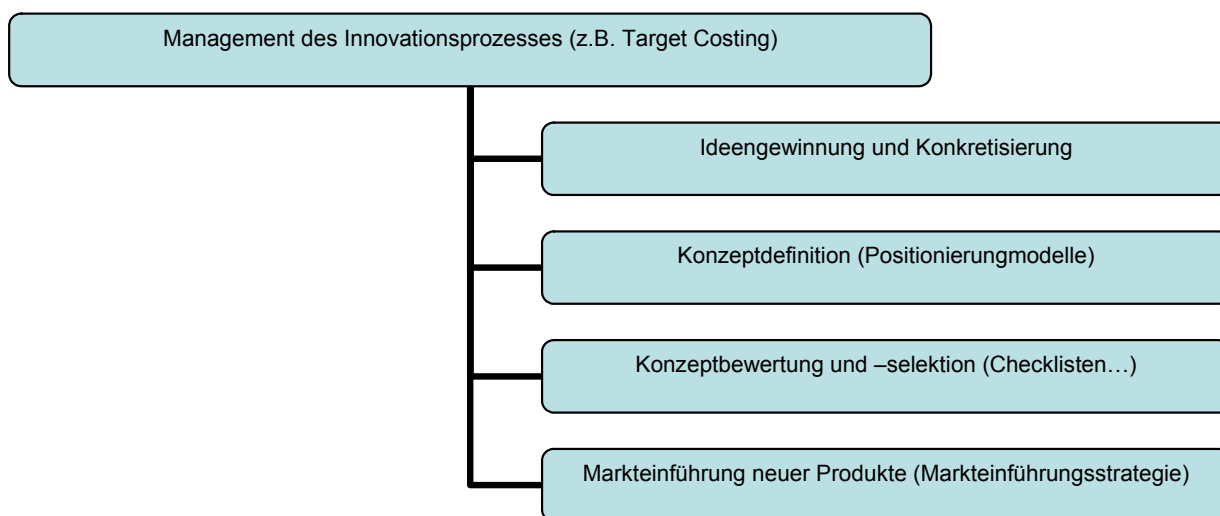 Management des Innovationsprozesses (z.B. Target Costing)
Ideengewinnung und Konkretisierung
Konzeptdefinition (Positionierungmodelle)
Konzeptbewertung und –selektion (Checklisten…)
Markteinführung neuer Produkte (Markteinführungsstrategie)